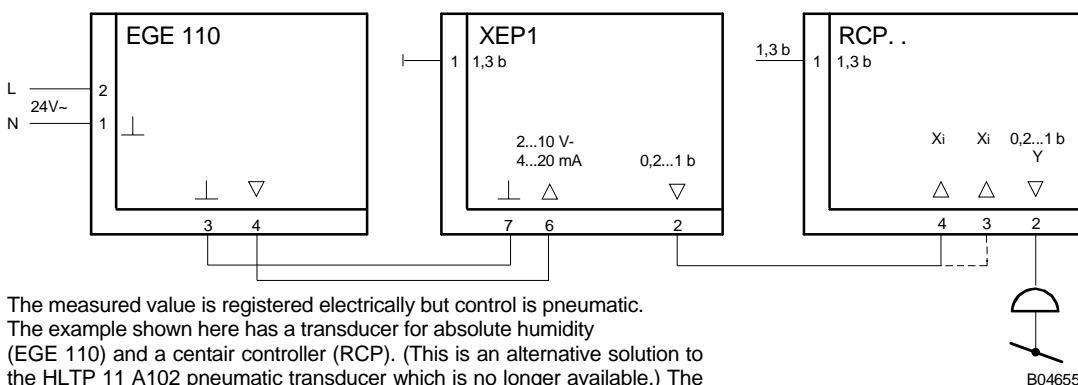 EGE 110
XEP1
RCP. .
1 1,3 b
1,3 b
1 1,3 b
L
2
24V~
N
1
2...10 V-
4...20 mA
0,2...1 b
Xi Xi 0,2...1 b
Y
3 4
7 6 2
4 3 2
The measured value is registered electrically but control is pneumatic.
The example shown here has a transducer for absolute humidity
(EGE 110) and a centair controller (RCP). (This is an alternative solution to
the HLTP 11 A102 pneumatic transducer which is no longer available.) The
B04655